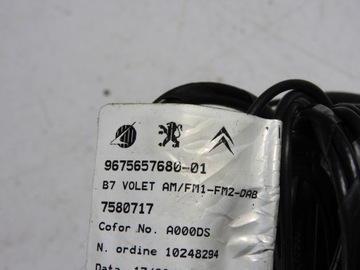 9675657680-01
B7 VOLET AM/FM1-FM2-DAB
7580717
Cofor No. A000DS
N. ordine 10248294